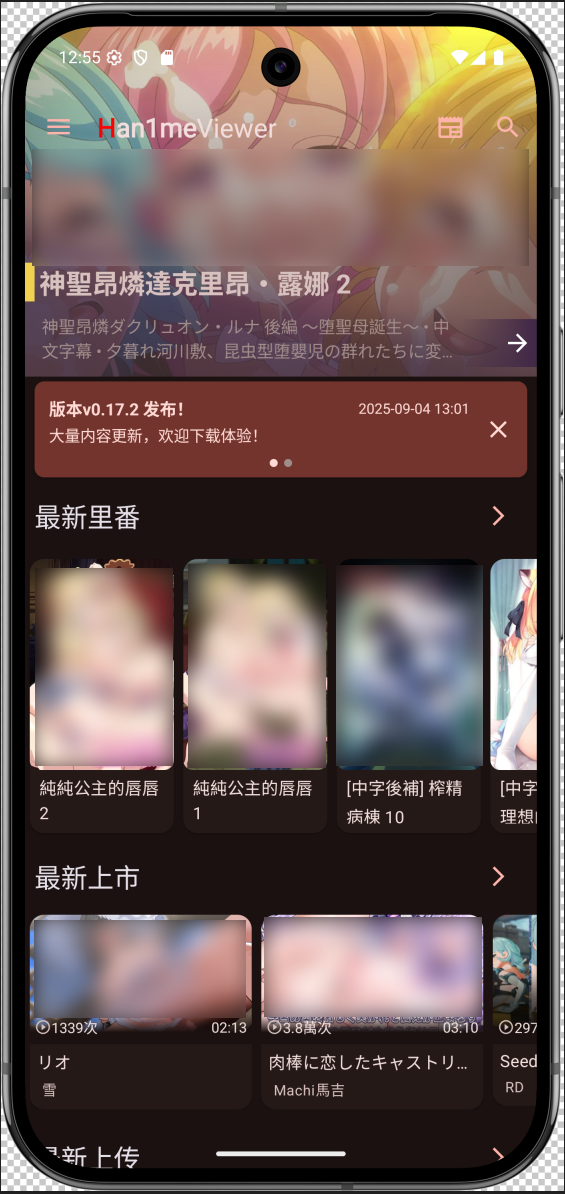 12:55
Han1meViewer
神聖昂燐達克里昂・露娜 2
神聖昂燐ダクリュオン・ルナ 後編 〜堕聖母誕生〜・中
文字幕・夕暮れ河川敷、昆虫型堕嬰児の群れたちに変…
版本v0.17.2 发布！
2025-09-04 13:01
大量内容更新，欢迎下载体验！
最新里番
純純公主的唇唇
2
純純公主的唇唇
1
[中字後補] 榨精
病棟 10
[中字
理想
最新上市
1339次
02:13
3.8萬次
03:10
297
リオ
雪
肉棒に恋したキャストリ…
Machi馬吉
Seed
RD
最新上传